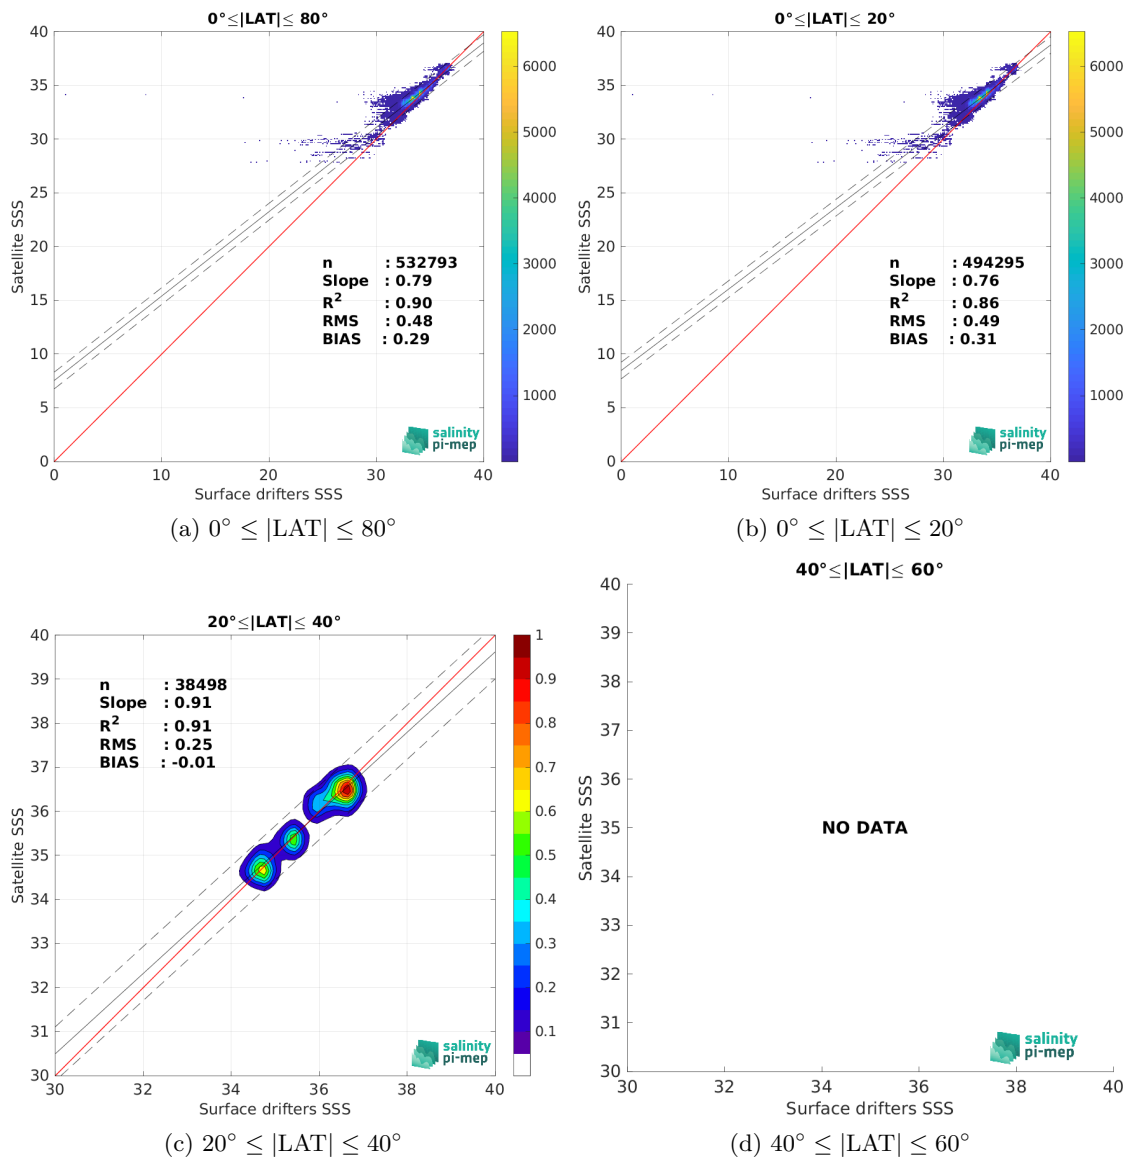 0°≤|LAT|≤ 80°
40
35
30
25
20
15
10
5
0
Satellite SSS
n : 532793
Slope : 0.79
R² : 0.90
RMS : 0.48
BIAS : 0.29
salinity
pi-mep
0 10 20 30 40
Surface drifters SSS
6000
5000
4000
3000
2000
1000
(a) 0° ≤ |LAT| ≤ 80°
0°≤|LAT|≤ 20°
40
35
30
25
20
15
10
5
0
Satellite SSS
n : 494295
Slope : 0.76
R² : 0.86
RMS : 0.49
BIAS : 0.31
salinity
pi-mep
0 10 20 30 40
Surface drifters SSS
6000
5000
4000
3000
2000
1000
(b) 0° ≤ |LAT| ≤ 20°
20°≤|LAT|≤ 40°
40
39
38
37
36
35
34
33
32
31
30
Satellite SSS
n : 38498
Slope : 0.91
R² : 0.91
RMS : 0.25
BIAS : -0.01
salinity
pi-mep
30 32 34 36 38 40
Surface drifters SSS
1
0.9
0.8
0.7
0.6
0.5
0.4
0.3
0.2
0.1
(c) 20° ≤ |LAT| ≤ 40°
40°≤|LAT|≤ 60°
40
39
38
37
36
35
34
33
32
31
30
Satellite SSS
NO DATA
salinity
pi-mep
30 32 34 36 38 40
Surface drifters SSS
(d) 40° ≤ |LAT| ≤ 60°